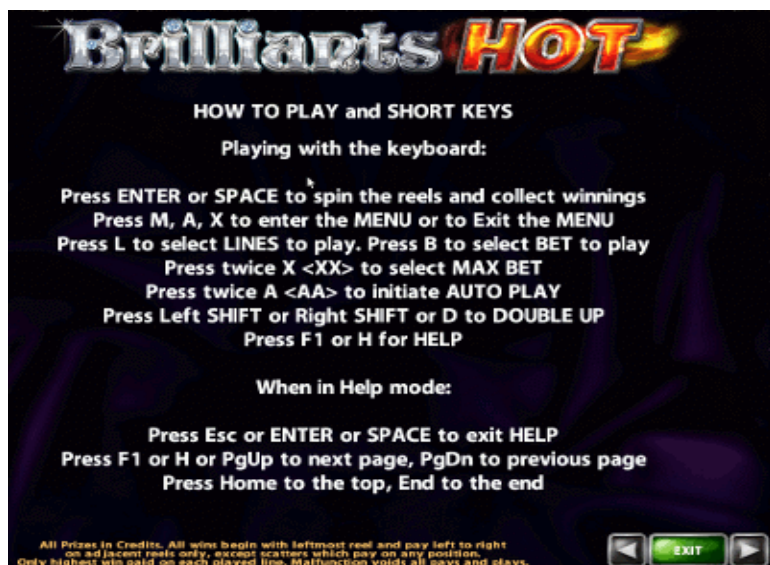 Brilliants HOT
HOW TO PLAY and SHORT KEYS
Playing with the keyboard:
Press ENTER or SPACE to spin the reels and collect winnings
Press M, A, X to enter the MENU or to Exit the MENU
Press L to select LINES to play. Press B to select BET to play
Press twice X <XX> to select MAX BET
Press twice A <AA> to initiate AUTO PLAY
Press Left SHIFT or Right SHIFT or D to DOUBLE UP
Press F1 or H for HELP
When in Help mode:
Press Esc or ENTER or SPACE to exit HELP
Press F1 or H or PgUp to next page, PgDn to previous page
Press Home to the top, End to the end
All Prizes in Credits. All wins begin with leftmost reel and pay left to right
on adjacent reels only, except scatters which pay on any position.
Only highest win paid on each played line. Malfunction voids all pays and plays.
EXIT